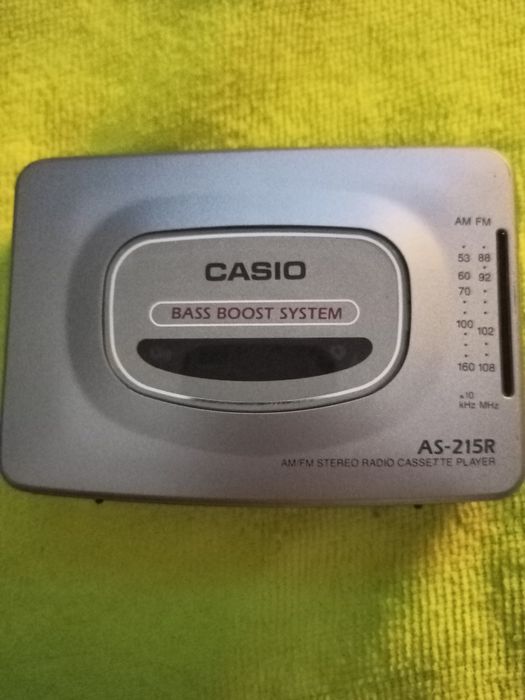 CASIO
BASS BOOST SYSTEM
AM FM
53 88
60 92
70
100
102
160 108
x10
kHz MHz
AS-215R
AM/FM STEREO RADIO CASSETTE PLAYER